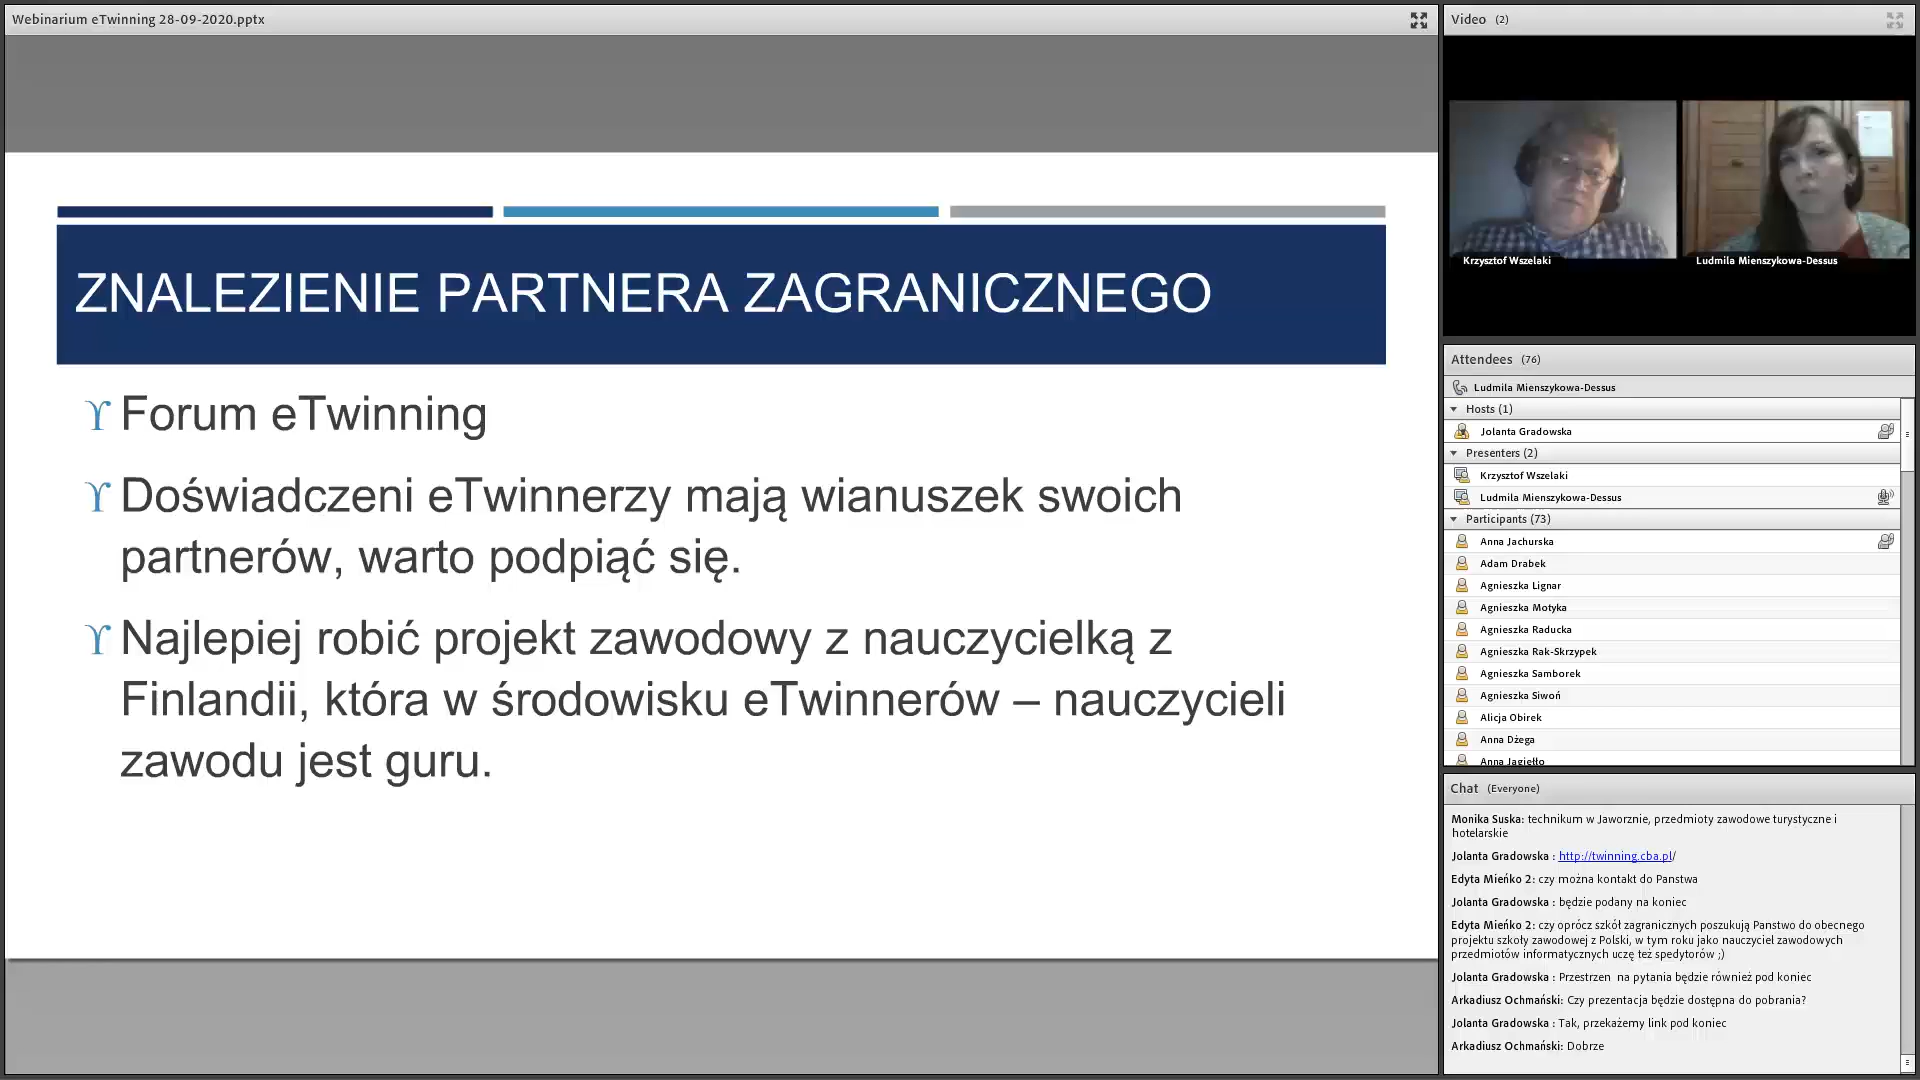 Webinarium eTwinning 28-09-2020.pptx
ZNALEZIENIE PARTNERA ZAGRANICZNEGO
Forum eTwinning
Doświadczeni eTwinnerzy mają wianuszek swoich
partnerów, warto podpiąć się.
Najlepiej robić projekt zawodowy z nauczycielką z
Finlandii, która w środowisku eTwinnerów – nauczycieli
zawodu jest guru.
Video (2)
Krzysztof Wszelaki
Ludmila Mienszykowa-Dessus
Attendees (76)
Ludmila Mienszykowa-Dessus
Hosts (1)
Jolanta Gradowska
Presenters (2)
Krzysztof Wszelaki
Ludmila Mienszykowa-Dessus
Participants (73)
Anna Jachurska
Adam Drabek
Agnieszka Lignar
Agnieszka Motyka
Agnieszka Raducka
Agnieszka Rak-Skrzypek
Agnieszka Samborek
Agnieszka Siwoń
Alicja Obirek
Anna Dżega
Anna Jagiełło
Chat (Everyone)
Monika Suska: technikum w Jaworznie, przedmioty zawodowe turystyczne i
hotelarskie
Jolanta Gradowska : http://twinning.cba.pl/
Edyta Mieńko 2: czy można kontakt do Panstwa
Jolanta Gradowska : będzie podany na koniec
Edyta Mieńko 2: czy oprócz szkół zagranicznych poszukują Panstwo do obecnego
projektu szkoły zawodowej z Polski, w tym roku jako nauczyciel zawodowych
przedmiotów informatycznych uczę też spedytorów ;)
Jolanta Gradowska : Przestrzen na pytania będzie również pod koniec
Arkadiusz Ochmański: Czy prezentacja będzie dostępna do pobrania?
Jolanta Gradowska : Tak, przekażemy link pod koniec
Arkadiusz Ochmański: Dobrze